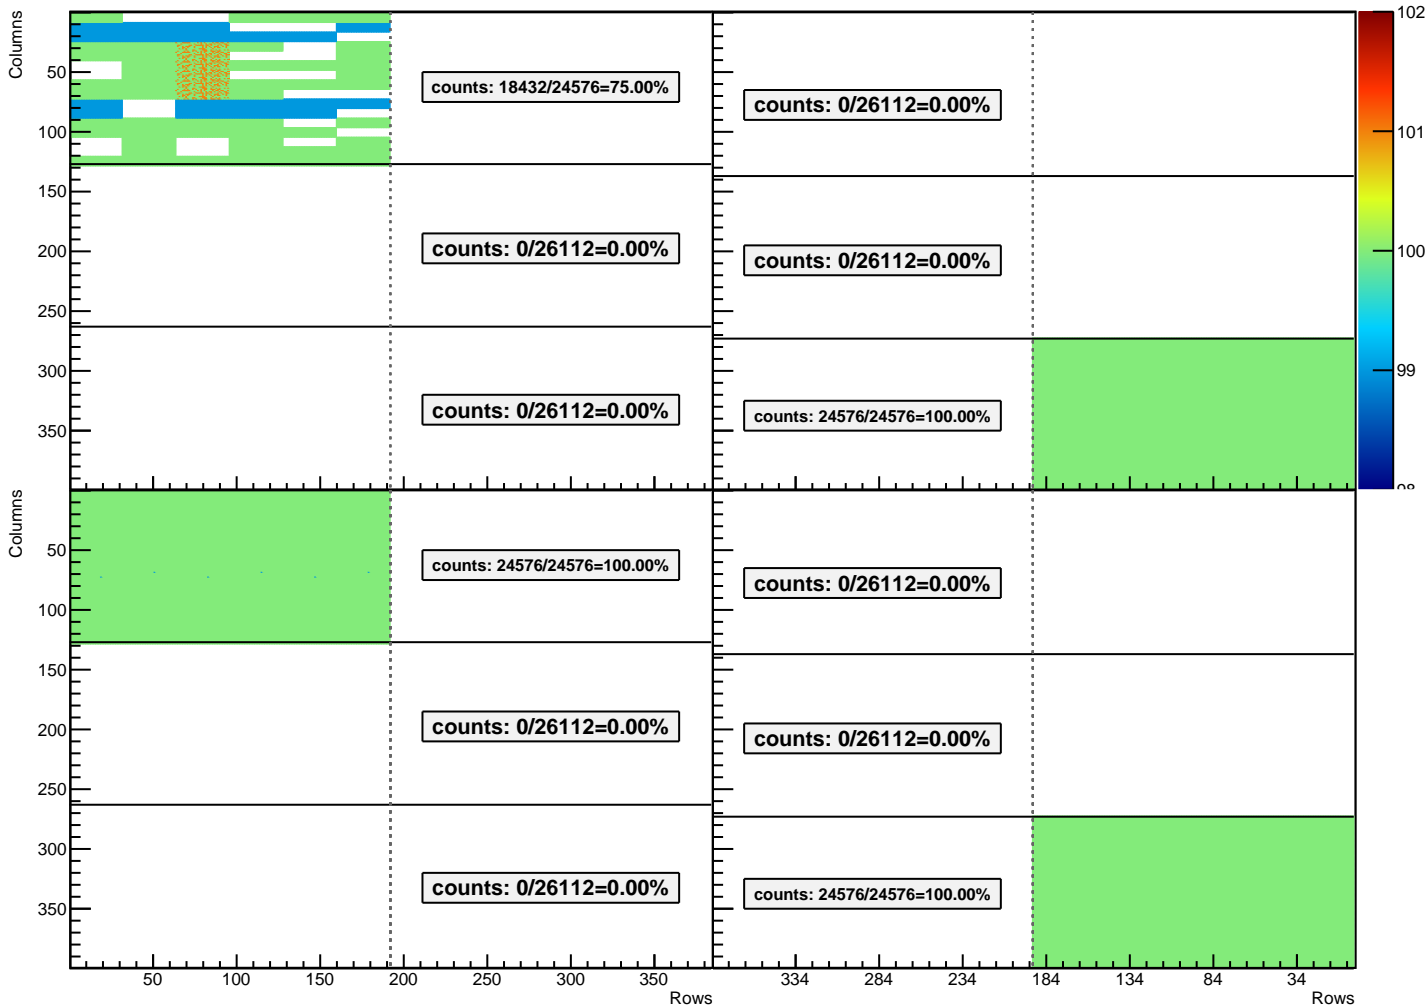 Columns
50
100
150
200
250
300
350
counts: 18432/24576=75.00%
counts: 0/26112=0.00%
counts: 0/26112=0.00%
counts: 0/26112=0.00%
counts: 0/26112=0.00%
counts: 24576/24576=100.00%
102
101
100
99
Columns
50
100
150
200
250
300
350
counts: 24576/24576=100.00%
counts: 0/26112=0.00%
counts: 0/26112=0.00%
counts: 0/26112=0.00%
counts: 0/26112=0.00%
counts: 24576/24576=100.00%
50 100 150 200 250 300 350
Rows
334 284 234 184 134 84 34
Rows